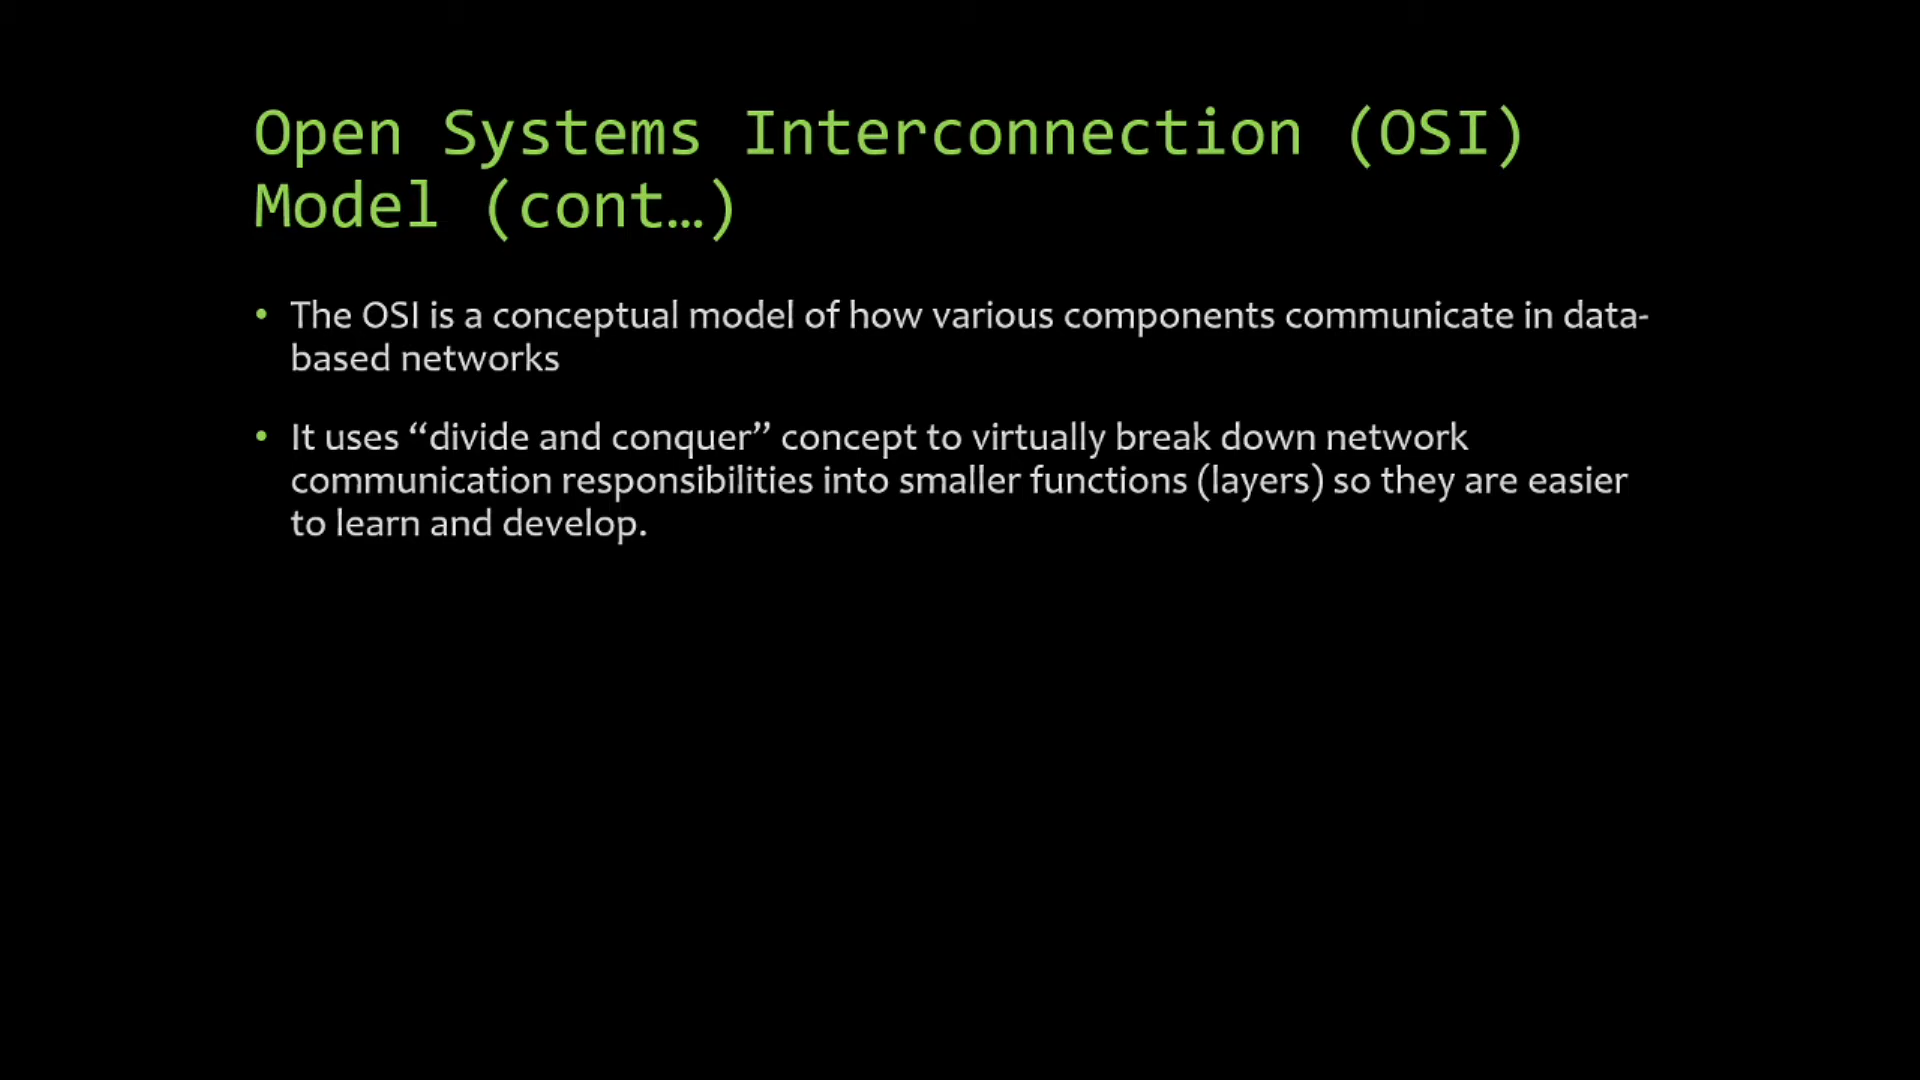 Open Systems Interconnection (OSI)
Model (cont…)
• The OSI is a conceptual model of how various components communicate in data-
based networks
• It uses “divide and conquer” concept to virtually break down network
communication responsibilities into smaller functions (layers) so they are easier
to learn and develop.